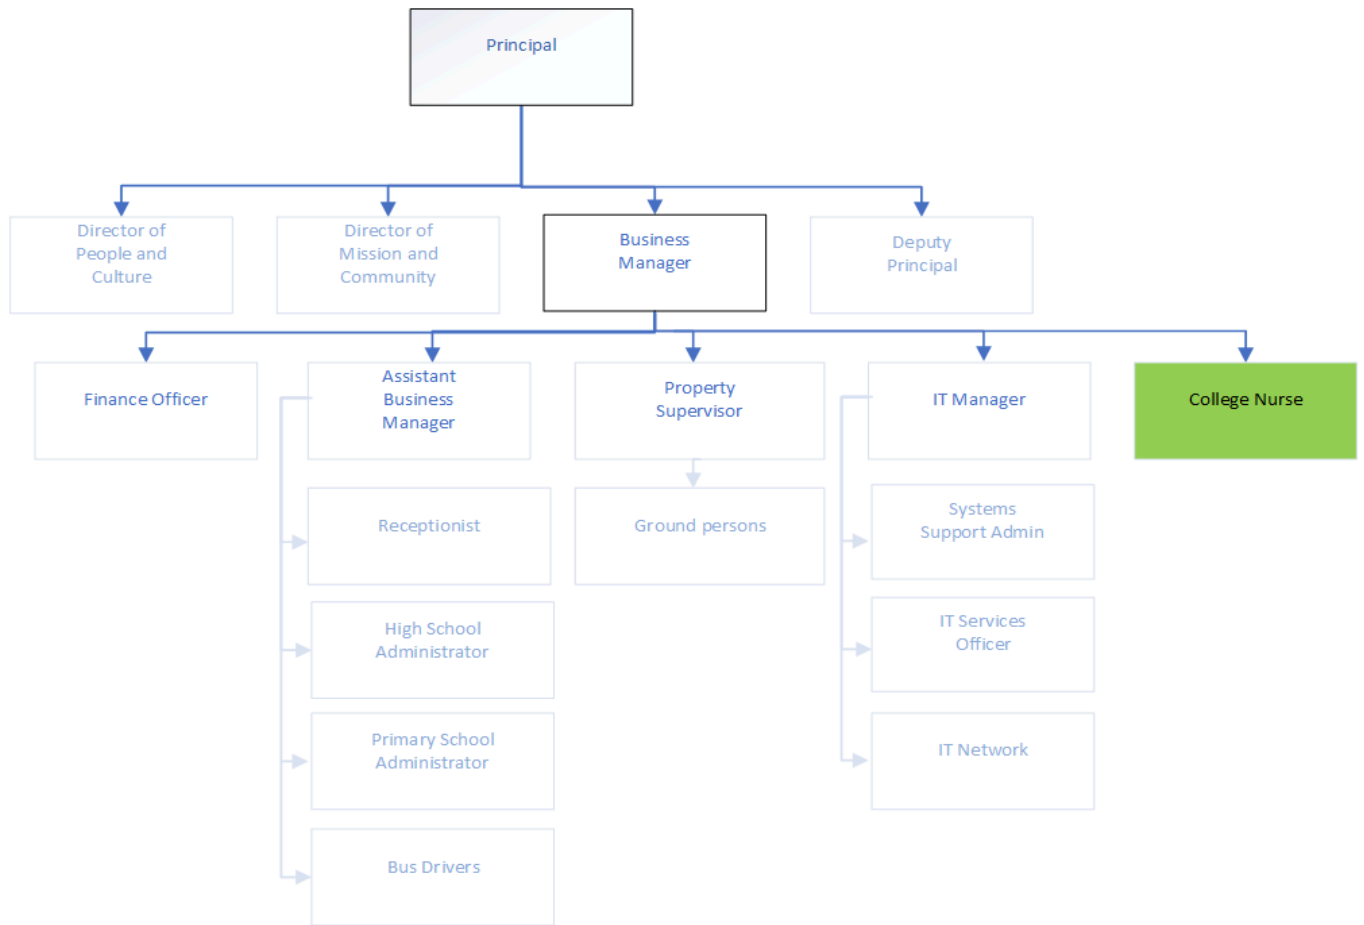 Principal
Director of
People and
Culture
Director of
Mission and
Community
Business
Manager
Deputy
Principal
Finance Officer
Assistant
Business
Manager
Property
Supervisor
IT Manager
College Nurse
Receptionist
Ground persons
Systems
Support Admin
High School
Administrator
IT Services
Officer
Primary School
Administrator
IT Network
Bus Drivers